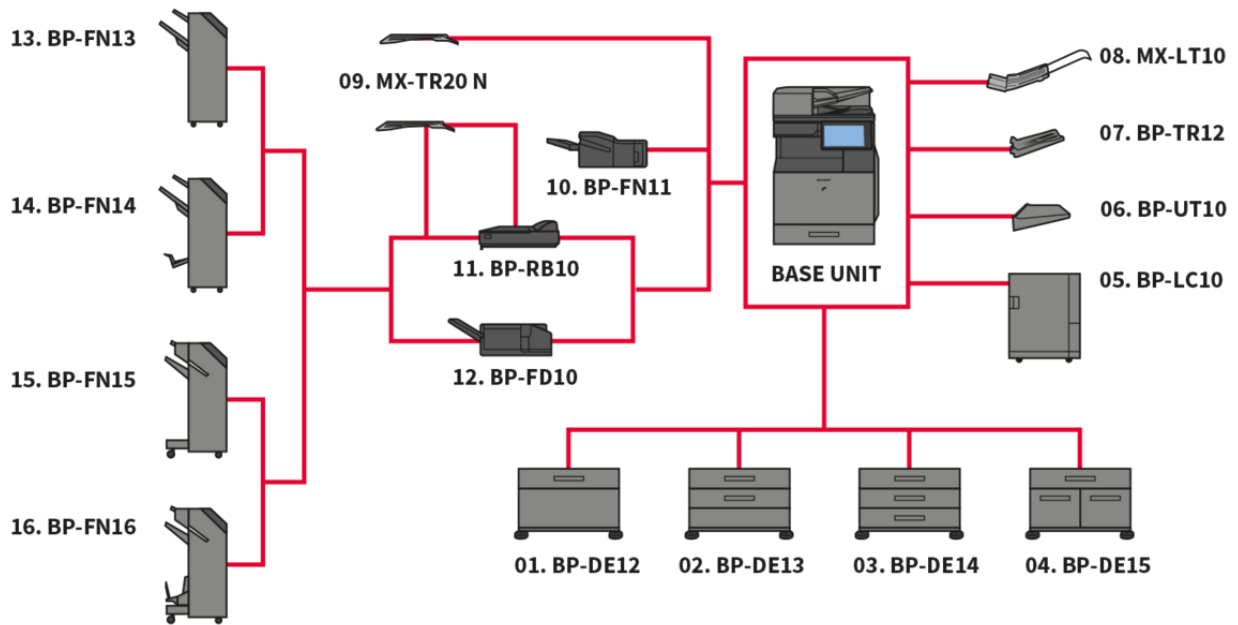 13. BP-FN13
14. BP-FN14
15. BP-FN15
16. BP-FN16
09. MX-TR20 N
10. BP-FN11
11. BP-RB10
12. BP-FD10
BASE UNIT
08. MX-LT10
07. BP-TR12
06. BP-UT10
05. BP-LC10
01. BP-DE12
02. BP-DE13
03. BP-DE14
04. BP-DE15